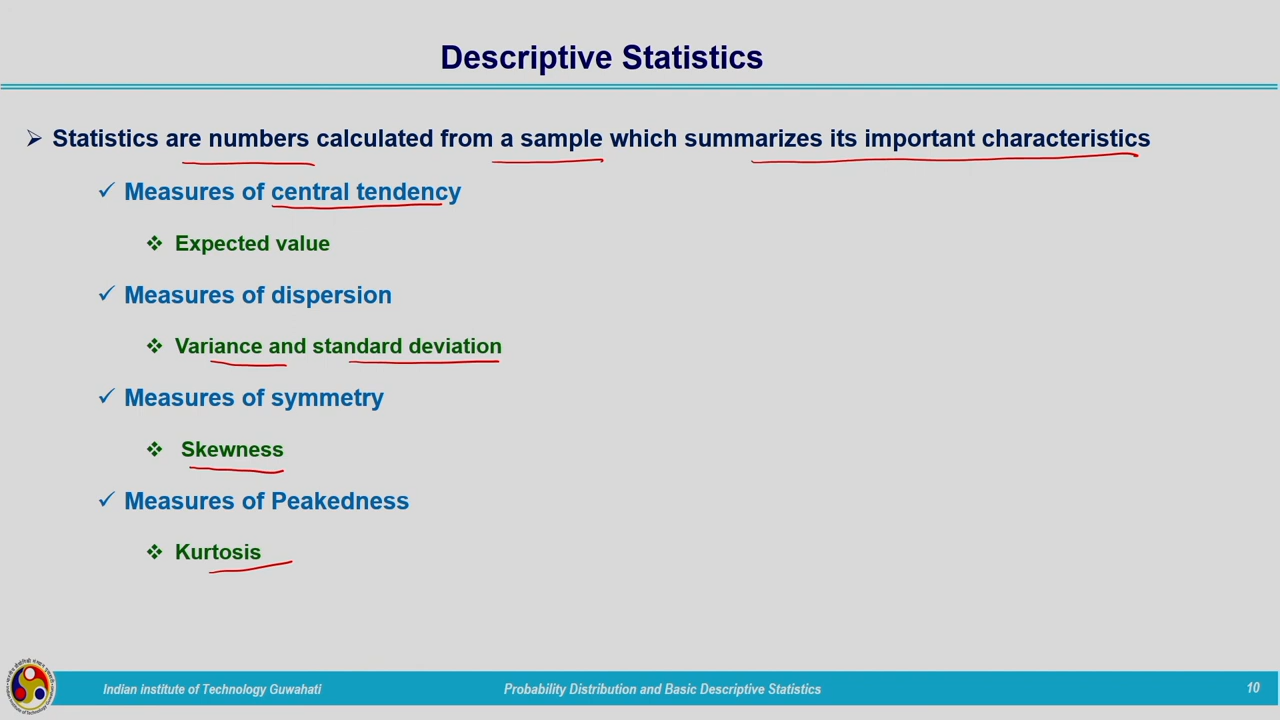 Descriptive Statistics
Statistics are numbers calculated from a sample which summarizes its important characteristics
Measures of central tendency
Expected value
Measures of dispersion
Variance and standard deviation
Measures of symmetry
Skewness
Measures of Peakedness
Kurtosis
Indian institute of Technology Guwahati
Probability Distribution and Basic Descriptive Statistics
10